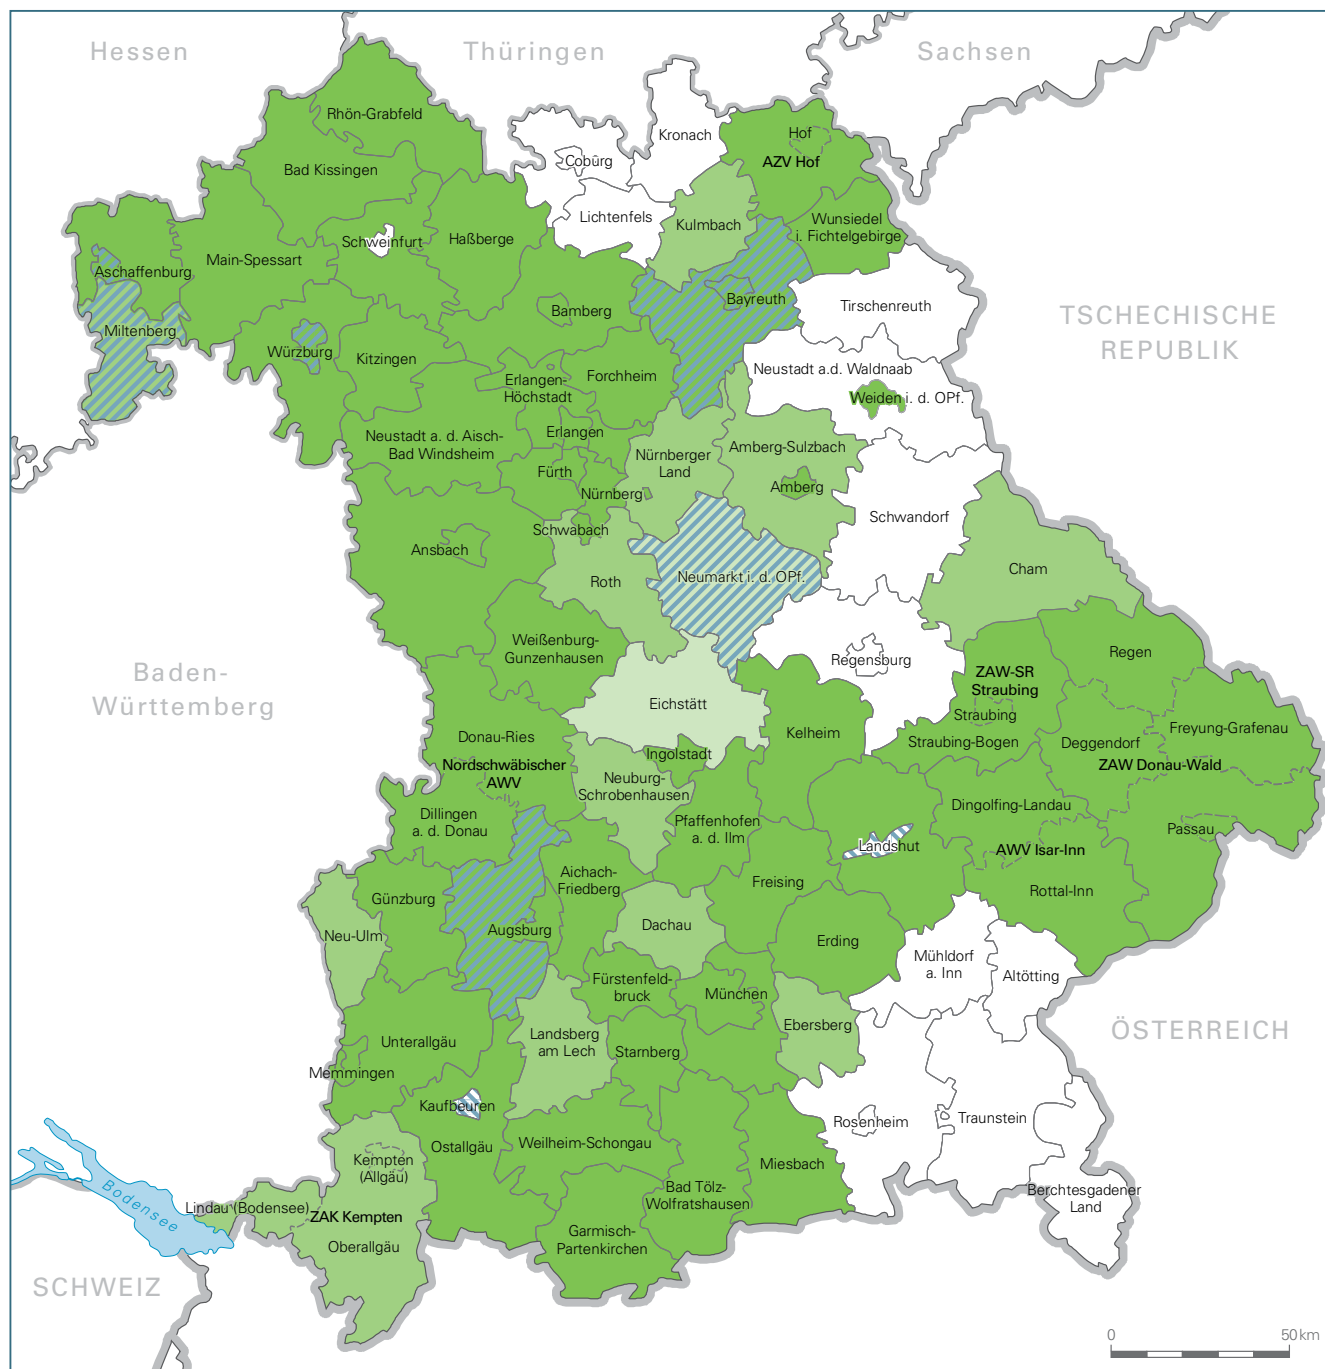 Hessen
Thüringen
Sachsen
Rhön-Grabfeld
Kronach
Hof
AZV Hof
Cobürg
Bad Kissingen
Lichtenfels
Kulmbach
Wunsiedel
i. Fichtelgebirge
Schweinfurt
Haßberge
Main-Spessart
Aschaffenburg
Bayreuth
Tirschenreuth
TSCHECHISCHE
REPUBLIK
Bamberg
Miltenberg
Würzburg
Kitzingen
Forchheim
Erlangen-
Höchstadt
Neustadt a.d. Waldnaab
Weiden i. d. OPf.
Neustadt a. d. Aisch-
Bad Windsheim
Erlangen
Nürnberger
Land
Amberg-Sulzbach
Fürth
Nürnberg
Amberg
Schwandorf
Schwabach
Ansbach
Roth
Neumarkt i. d. OPf.
Cham
Weißenburg-
Gunzenhausen
Regensburg
Regen
ZAW-SR
Straubing
Baden-
Württemberg
Eichstätt
Straubing
Freyung-Grafenau
Donau-Ries
Kelheim
Straubing-Bogen
Deggendorf
Ingolstadt
Nordschwäbischer
AWV
ZAW Donau-Wald
Neuburg-
Schrobenhausen
Dillingen
a. d. Donau
Dingolfing-Landau
Pfaffenhofen
a. d. Ilm
Passau
Landshut
AWV Isar-Inn
Aichach-
Friedberg
Freising
Rottal-Inn
Günzburg
Dachau
Augsburg
Neu-Ulm
Erding
Mühldorf
a. Inn
Altötting
Fürstenfeld-
bruck
München
Ebersberg
ÖSTERREICH
Landsberg
am Lech
Unterallgäu
Starnberg
Memmingen
Kaufbeuren
Rosenheim
Traunstein
Ostallgäu
Weilheim-Schongau
Kempten
(Allgäu)
Miesbach
Bad Tölz-
Wolfratshausen
Berchtesgadener
Land
Bodensee
Lindau (Bodensee)
ZAK Kempten
Oberallgäu
Garmisch-
Partenkirchen
SCHWEIZ
0
50 km